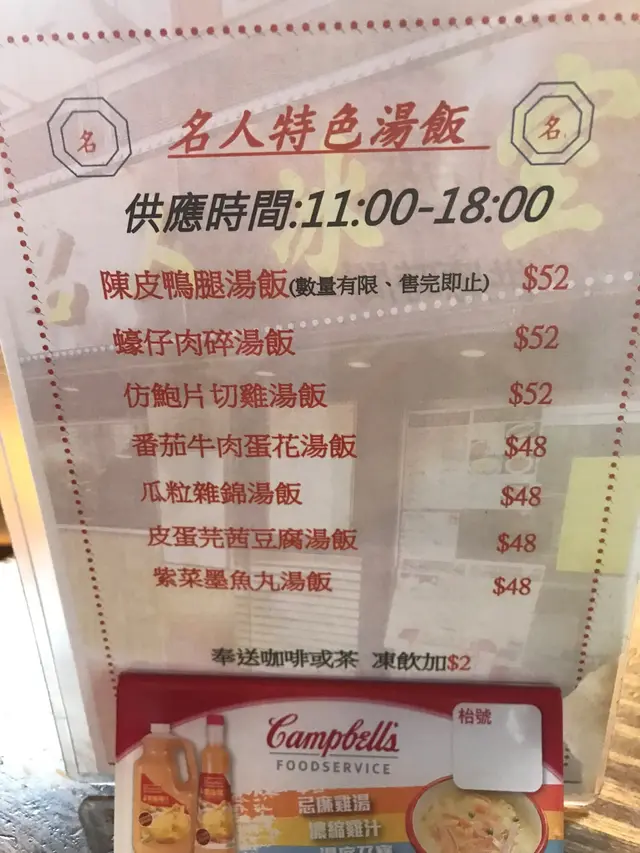 名 名人特色湯飯 名
供應時間:11:00-18:00
陳皮鴨腿湯飯(數量有限、售完即止) $52
蠔仔肉碎湯飯 $52
仿鮑片切雞湯飯 $52
番茄牛肉蛋花湯飯 $48
瓜粒雜錦湯飯 $48
皮蛋芫茜豆腐湯飯 $48
紫菜墨魚丸湯飯 $48
奉送咖啡或茶 凍飲加$2
枱號
Campbell's
FOODSERVICE
忌廉雞湯
濃縮雞汁